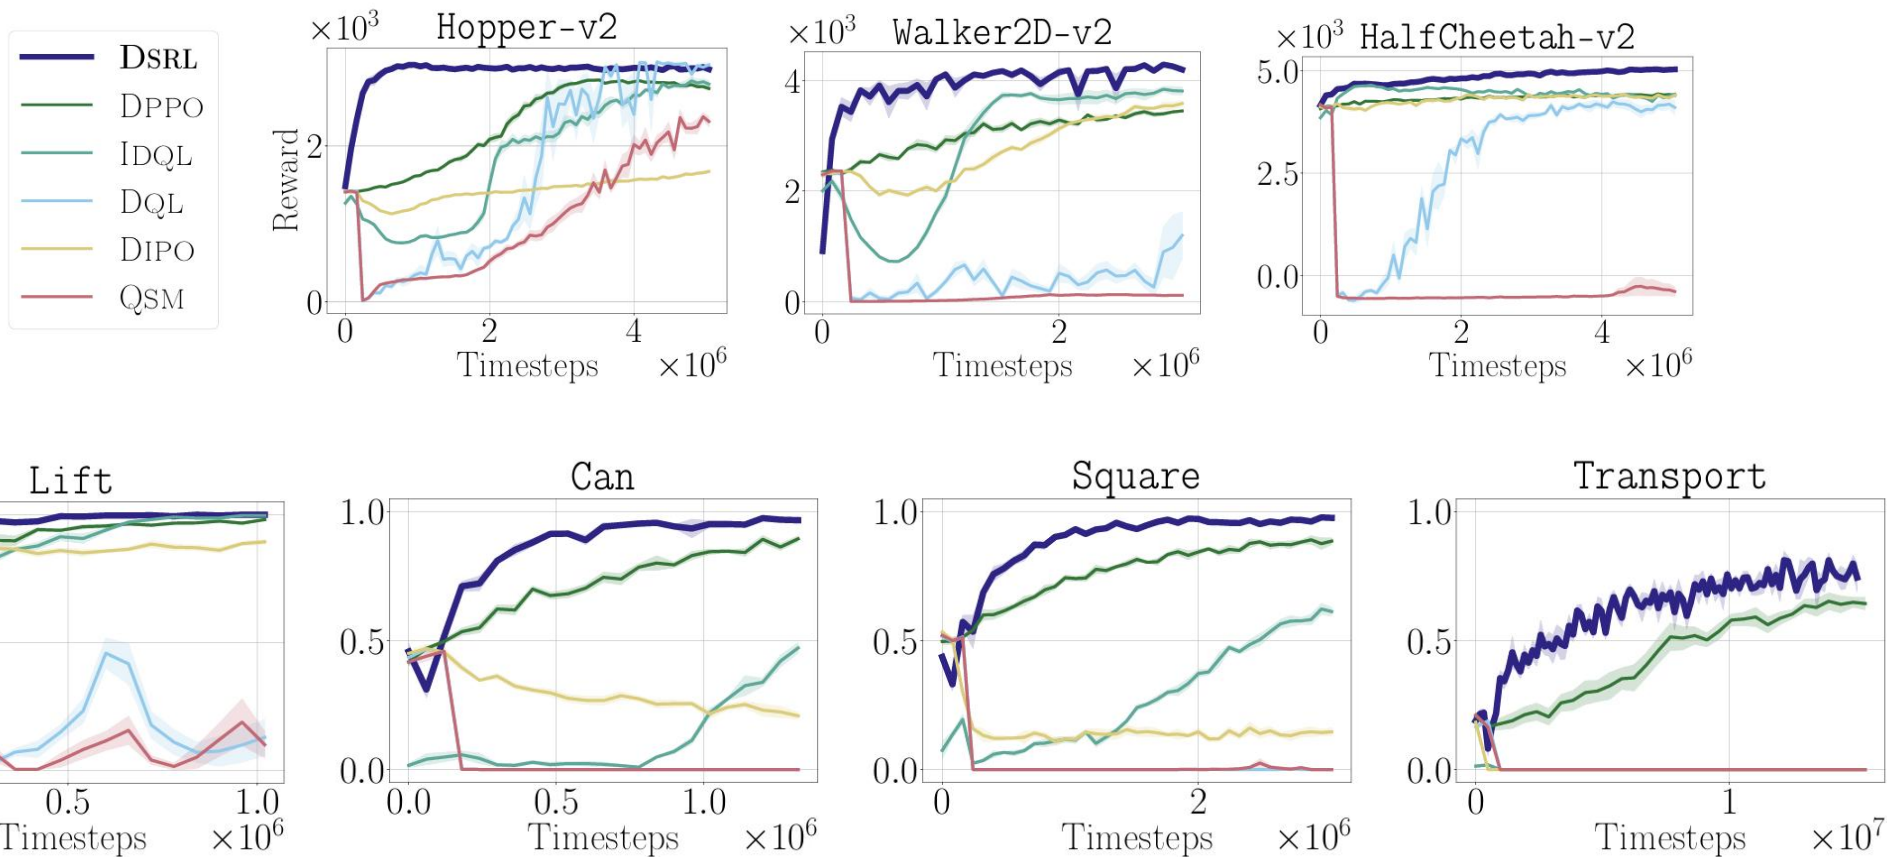 DSRL
DPPO
IDQL
DQL
DIPO
QSM
×10³ Hopper-v2
Reward
2
0
0 2 4
Timesteps ×10⁶
×10³ Walker2D-v2
4
2
0
0 2
Timesteps ×10⁶
×10³ HalfCheetah-v2
5.0
2.5
0.0
0 2 4
Timesteps ×10⁶
Lift
0.5 1.0
Timesteps ×10⁶
Can
1.0
0.5
0.0
0.0 0.5 1.0
Timesteps ×10⁶
Square
1.0
0.5
0.0
0 2
Timesteps ×10⁶
Transport
1.0
0.5
0.0
0 1
Timesteps ×10⁷